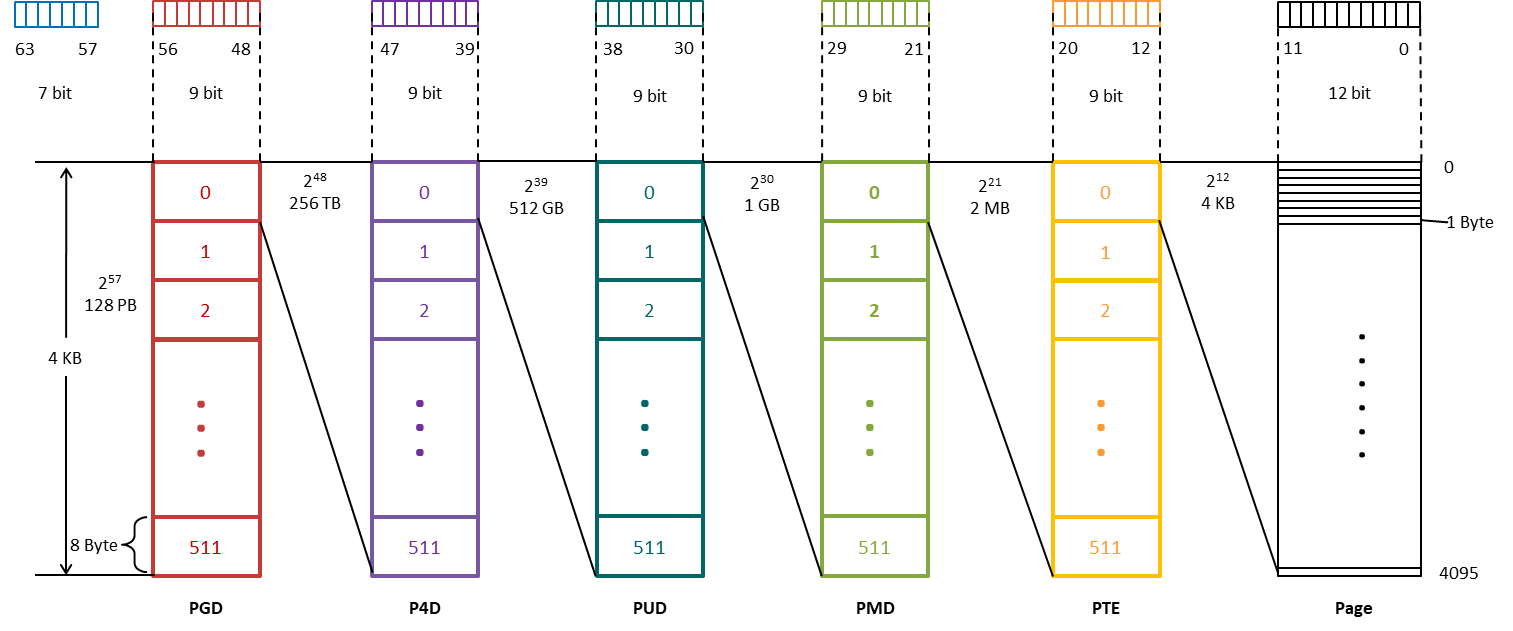 63 57
56 48
47 39
38 30
29 21
20 12
11 0
7 bit
9 bit
9 bit
9 bit
9 bit
9 bit
12 bit
2^57
128 PB
4 KB
8 Byte
0
1
2
511
PGD
2^48
256 TB
0
1
2
511
P4D
2^39
512 GB
0
1
2
511
PUD
2^30
1 GB
0
1
2
511
PMD
2^21
2 MB
0
1
2
511
PTE
2^12
4 KB
0
1 Byte
4095
Page